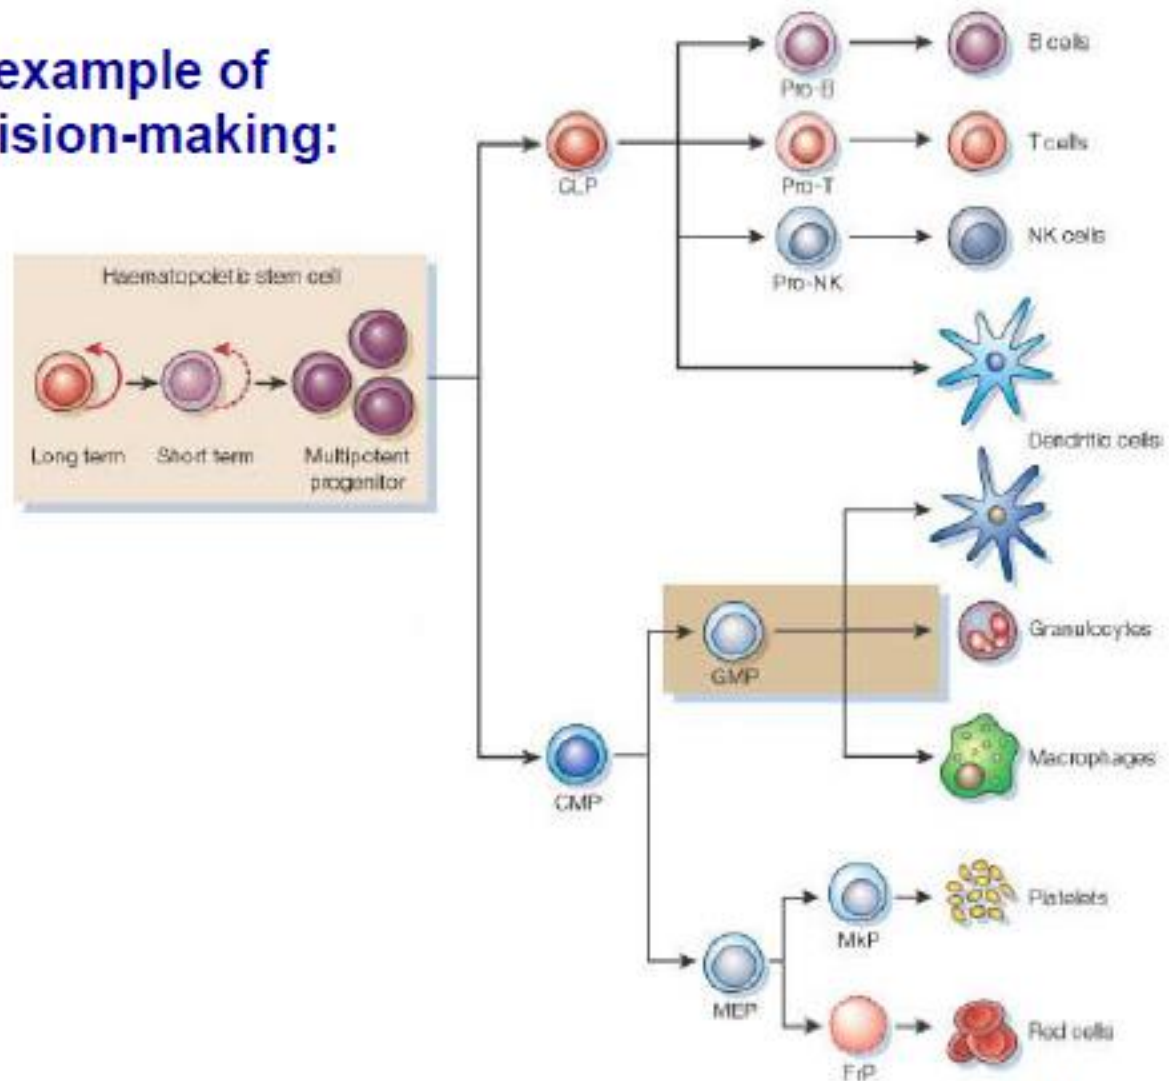 example of
ision-making:
Haematopoietic stem cell
Long term
Short term
Multipotent
progenitor
CLP
Pro-B
B cells
Pro-T
T cells
Pro-NK
NK cells
Dendritic cells
GMP
Granulocytes
Macrophages
CMP
MkP
Platelets
MEP
ErP
Red cells